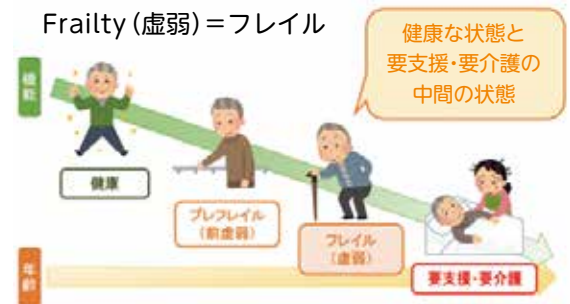 Frailty(虚弱)=フレイル
健康な状態と
要支援・要介護の
中間の状態
機能
健康
プレフレイル
(前虚弱)
フレイル
(虚弱)
要支援・要介護
年齢